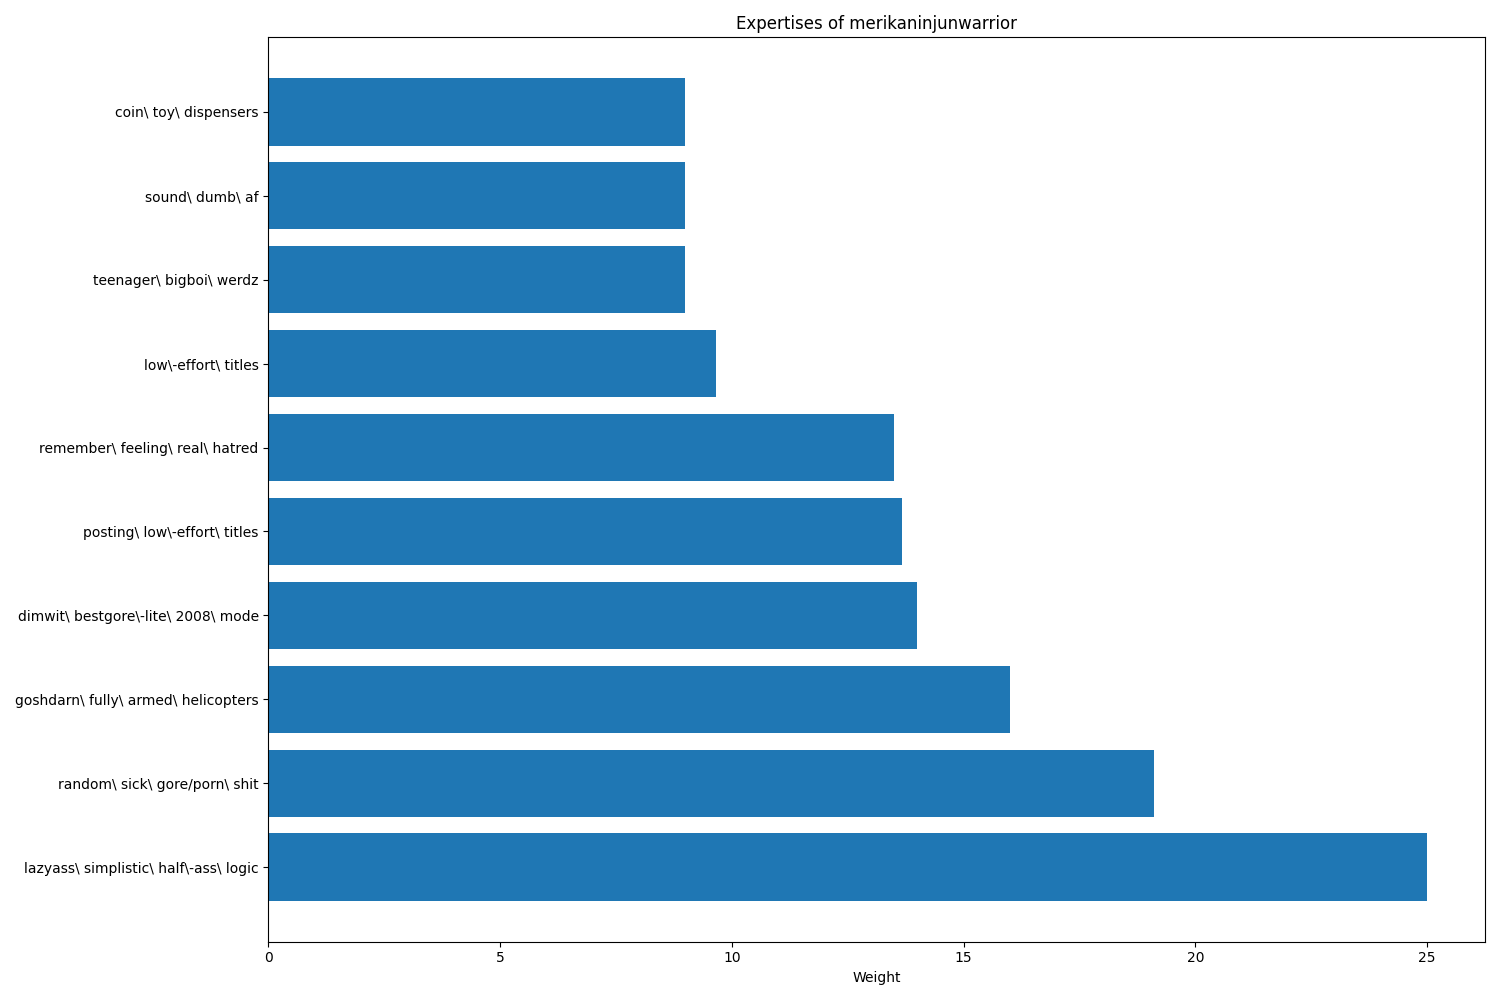 Expertises of merikaninjunwarrior
coin\ toy\ dispensers
sound\ dumb\ af
teenager\ bigboi\ werdz
low\-effort\ titles
remember\ feeling\ real\ hatred
posting\ low\-effort\ titles
dimwit\ bestgore\-lite\ 2008\ mode
goshdarn\ fully\ armed\ helicopters
random\ sick\ gore/porn\ shit
lazyass\ simplistic\ half\-ass\ logic
0 5 10 15 20 25
Weight